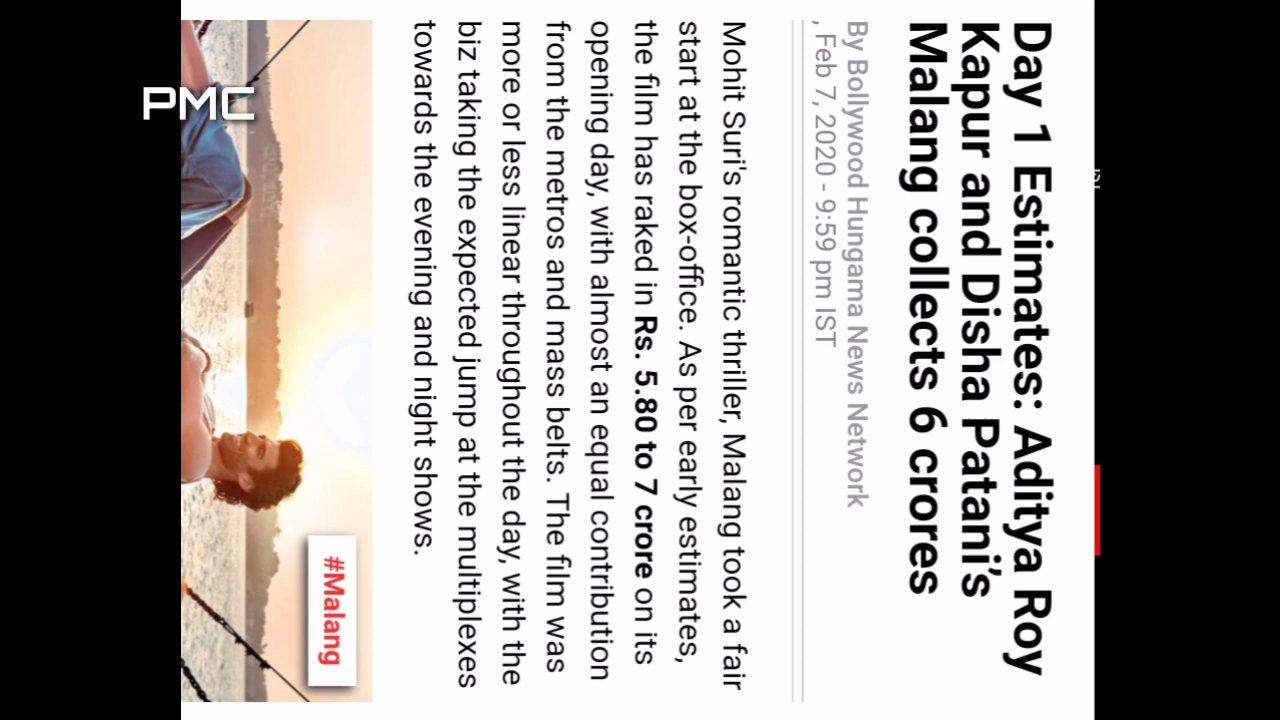 Day 1 Estimates: Aditya Roy
Kapur and Disha Patani's
Malang collects 6 crores
By Bollywood Hungama News Network
, Feb 7, 2020 - 9:59 pm IST
Mohit Suri's romantic thriller, Malang took a fair
start at the box-office. As per early estimates,
the film has raked in Rs. 5.80 to 7 crore on its
opening day, with almost an equal contribution
from the metros and mass belts. The film was
more or less linear throughout the day, with the
biz taking the expected jump at the multiplexes
towards the evening and night shows.
#Malang
PMC